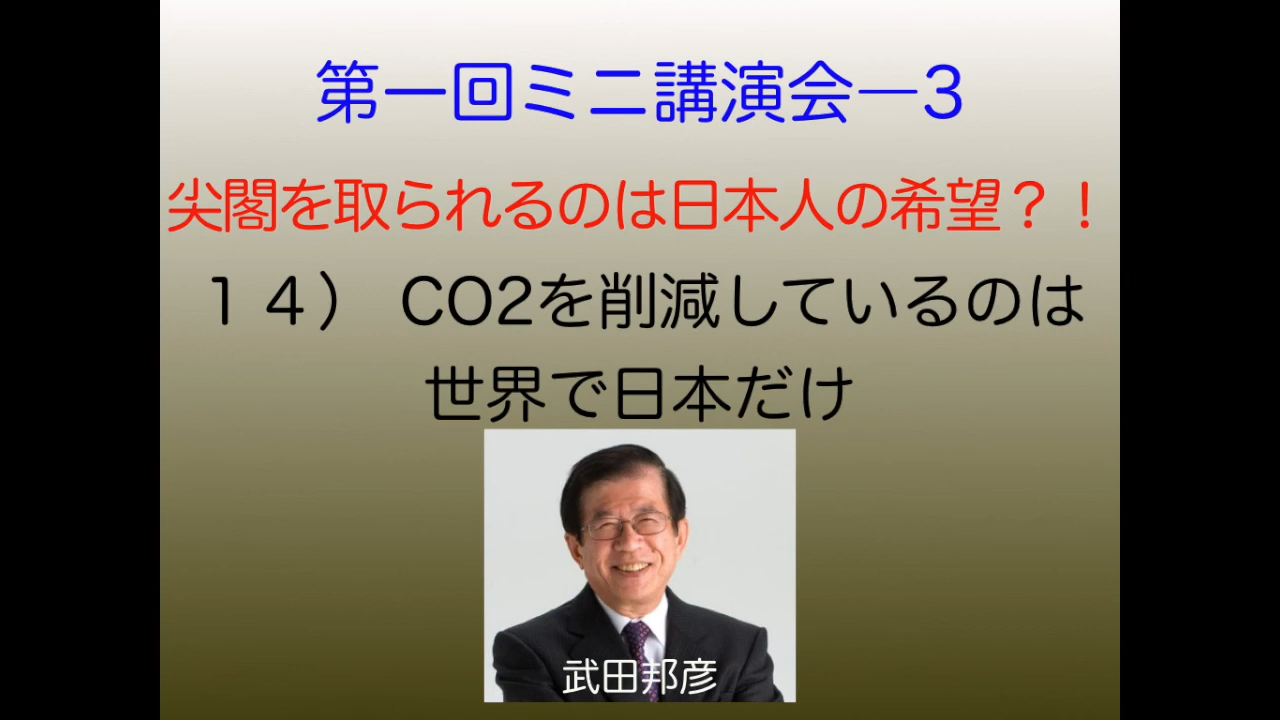 第一回ミニ講演会―3
尖閣を取られるのは日本人の希望？！
１４） CO2を削減しているのは
世界で日本だけ
武田邦彦